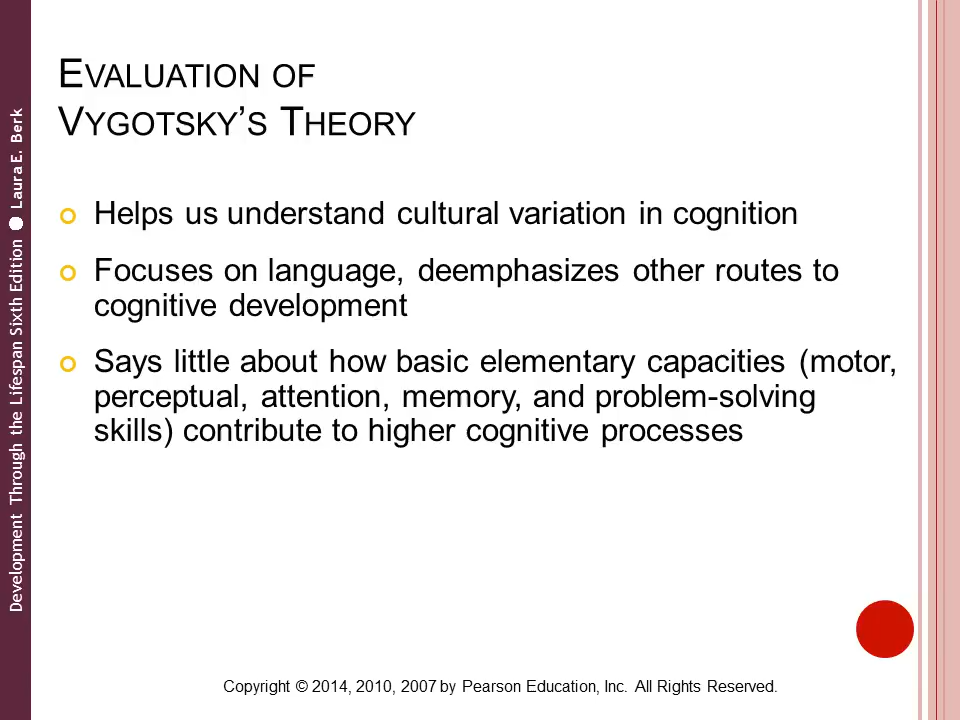 EVALUATION OF
VYGOTSKY'S THEORY
Helps us understand cultural variation in cognition
Focuses on language, deemphasizes other routes to
cognitive development
Says little about how basic elementary capacities (motor,
perceptual, attention, memory, and problem-solving
skills) contribute to higher cognitive processes
Development Through the Lifespan Sixth Edition ● Laura E. Berk
Copyright © 2014, 2010, 2007 by Pearson Education, Inc. All Rights Reserved.